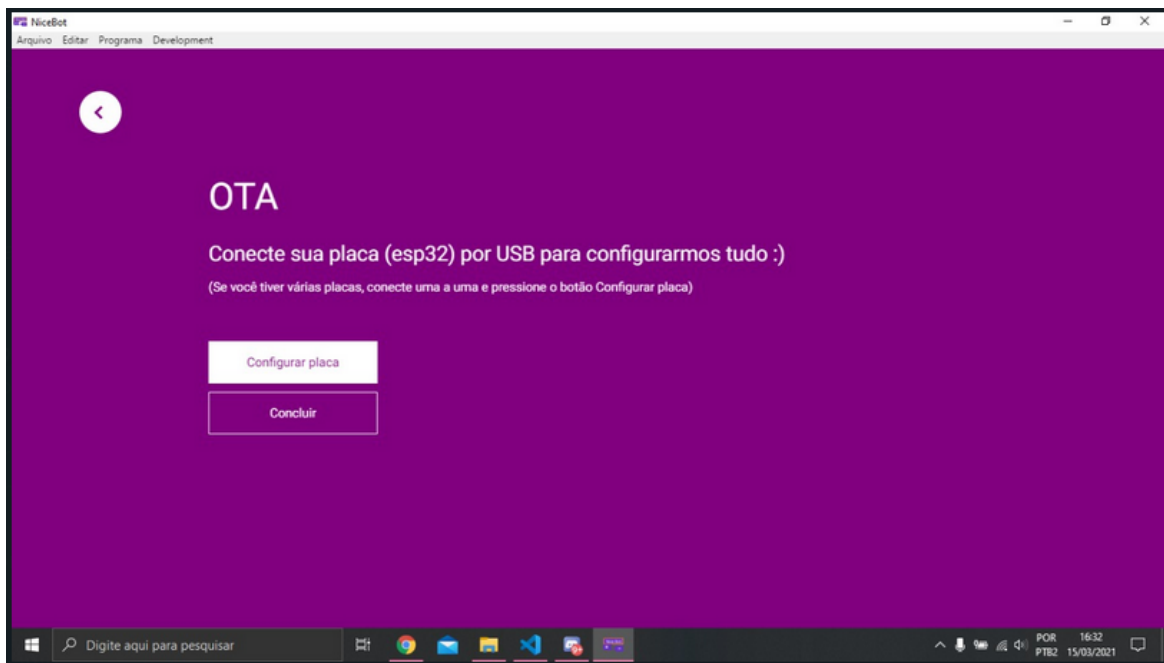 NiceBot
Arquivo Editar Programa Development
OTA
Conecte sua placa (esp32) por USB para configurarmos tudo :)
(Se você tiver várias placas, conecte uma a uma e pressione o botão Configurar placa)
Configurar placa
Concluir
Digite aqui para pesquisar
POR 16:32
PTB2 15/03/2021